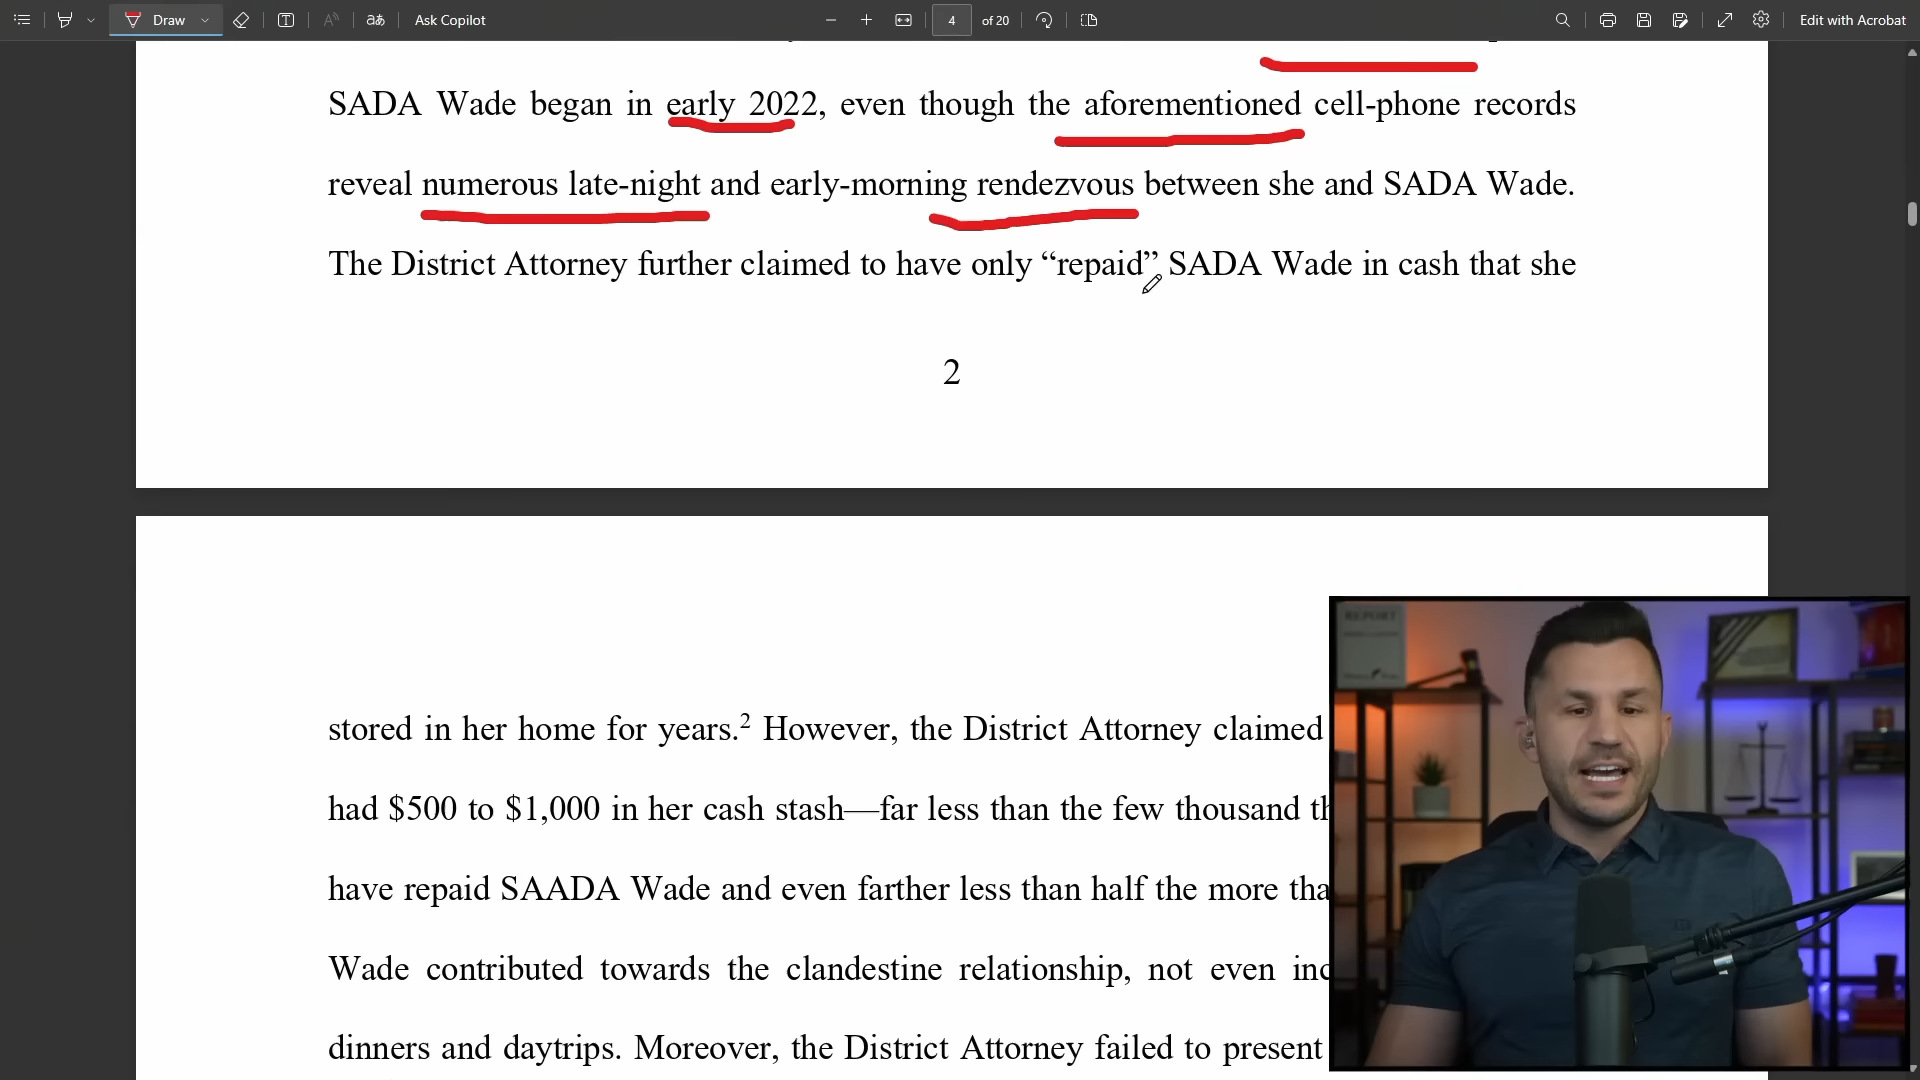 Draw
Ask Copilot
4 of 20
Edit with Acrobat
SADA Wade began in early 2022, even though the aforementioned cell-phone records
reveal numerous late-night and early-morning rendezvous between she and SADA Wade.
The District Attorney further claimed to have only “repaid” SADA Wade in cash that she
2
stored in her home for years.2 However, the District Attorney claimed
had $500 to $1,000 in her cash stash—far less than the few thousand
have repaid SAADA Wade and even farther less than half the more
Wade contributed towards the clandestine relationship, not even
dinners and daytrips. Moreover, the District Attorney failed to present
REPORT